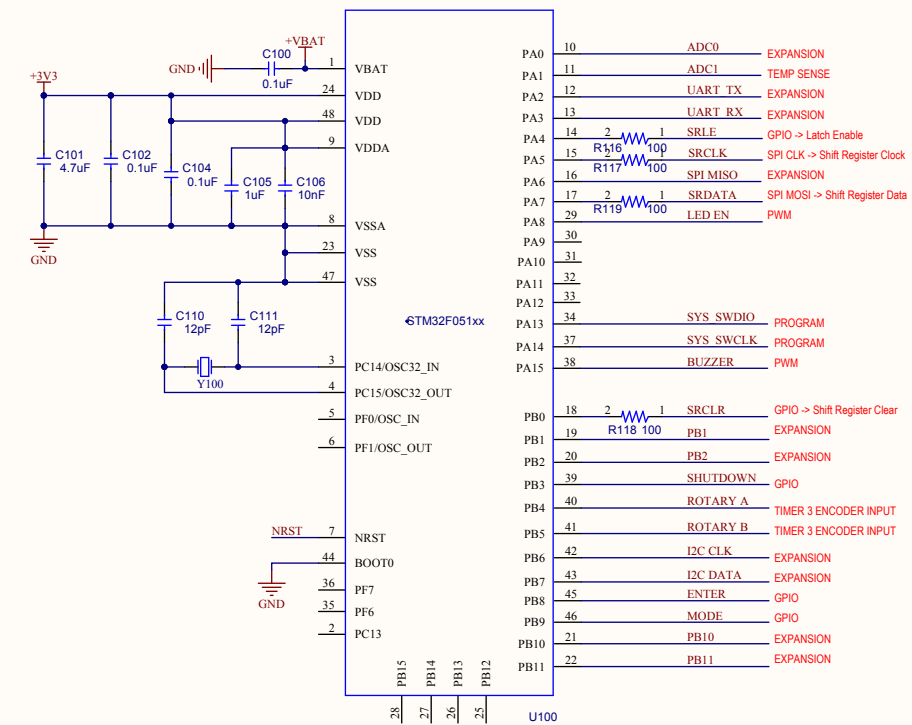 +VBAT
C100
GND
0.1uF
1 VBAT
+3V3
24 VDD
48 VDD
9 VDDA
C101
4.7uF
C102
0.1uF
C104
0.1uF
C105
1uF
C106
10nF
8 VSSA
23 VSS
47 VSS
GND
C110
12pF
C111
12pF
Y100
3 PC14/OSC32_IN
4 PC15/OSC32_OUT
5 PF0/OSC_IN
6 PF1/OSC_OUT
NRST 7 NRST
44 BOOT0
GND
36 PF7
35 PF6
2 PC13
STM32F051xx
PA0 10 ADC0 EXPANSION
PA1 11 ADC1 TEMP SENSE
PA2 12 UART_TX EXPANSION
PA3 13 UART_RX EXPANSION
PA4 14 2 1 SRLE GPIO -> Latch Enable
R116 100
PA5 15 2 1 SRCLK SPI CLK -> Shift Register Clock
R117 100
PA6 16 SPI MISO EXPANSION
PA7 17 2 1 SRDATA SPI MOSI -> Shift Register Data
R119 100
PA8 29 LED EN PWM
PA9 30
PA10 31
PA11 32
PA12 33
PA13 34 SYS_SWDIO PROGRAM
PA14 37 SYS_SWCLK PROGRAM
PA15 38 BUZZER PWM
PB0 18 2 1 SRCLR GPIO -> Shift Register Clear
R118 100
PB1 19 PB1 EXPANSION
PB2 20 PB2 EXPANSION
PB3 39 SHUTDOWN GPIO
PB4 40 ROTARY A TIMER 3 ENCODER INPUT
PB5 41 ROTARY B TIMER 3 ENCODER INPUT
PB6 42 I2C CLK EXPANSION
PB7 43 I2C DATA EXPANSION
PB8 45 ENTER GPIO
PB9 46 MODE GPIO
PB10 21 PB10 EXPANSION
PB11 22 PB11 EXPANSION
PB15 PB14 PB13 PB12
28 27 26 25
U100